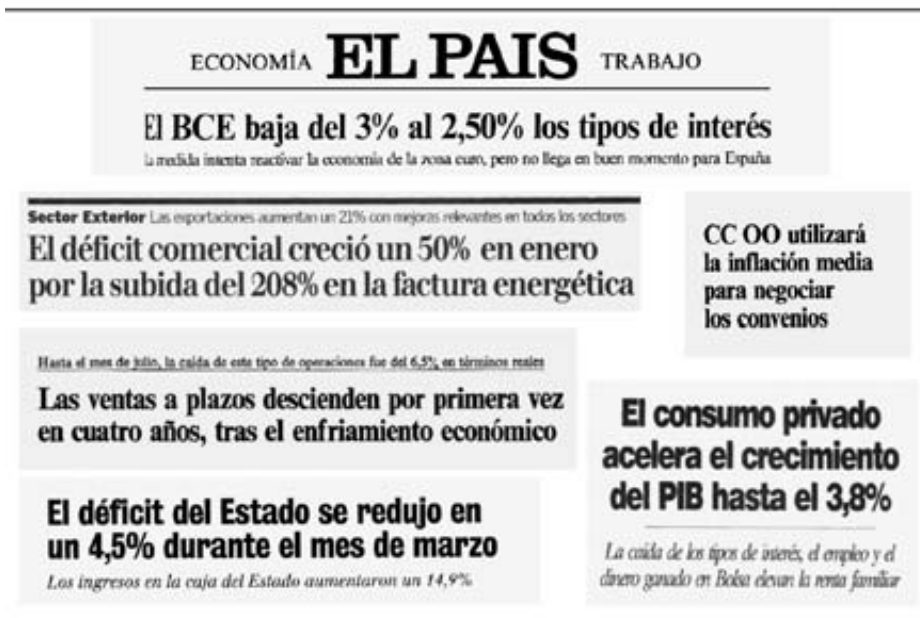 ECONOMÍA EL PAIS TRABAJO
El BCE baja del 3% al 2,50% los tipos de interés
La medida intenta reactivar la economía de la zona euro, pero no llega en buen momento para España
Sector Exterior Las exportaciones aumentan un 21% con mejoras relevantes en todos los sectores
El déficit comercial creció un 50% en enero
por la subida del 208% en la factura energética
CC OO utilizará
la inflación media
para negociar
los convenios
Hasta el mes de julio, la caída de este tipo de operaciones fue del 6,5% en términos reales
Las ventas a plazos descienden por primera vez
en cuatro años, tras el enfriamiento económico
El consumo privado
acelera el crecimiento
del PIB hasta el 3,8%
La caída de los tipos de interés, el empleo y el
dinero ganado en Bolsa elevan la renta familiar
El déficit del Estado se redujo en
un 4,5% durante el mes de marzo
Los ingresos en la caja del Estado aumentaron un 14,9%